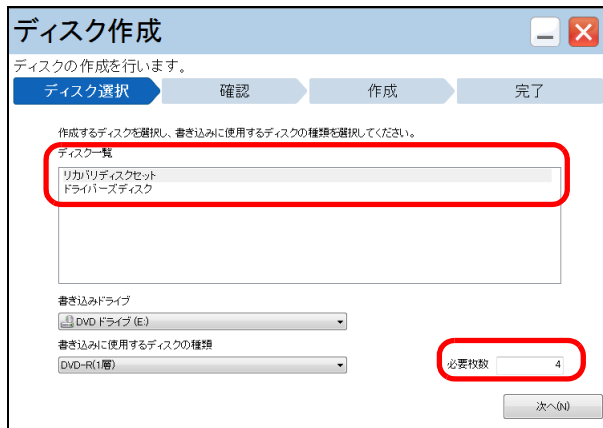 ディスク作成
ディスクの作成を行います。
ディスク選択 確認 作成 完了
作成するディスクを選択し、書き込みに使用するディスクの種類を選択してください。
ディスク一覧
リカバリディスクセット
ドライバーズディスク
書き込みドライブ
DVD ドライブ (E:)
書き込みに使用するディスクの種類
DVD-R(1層)
必要枚数 4
次へ(N)